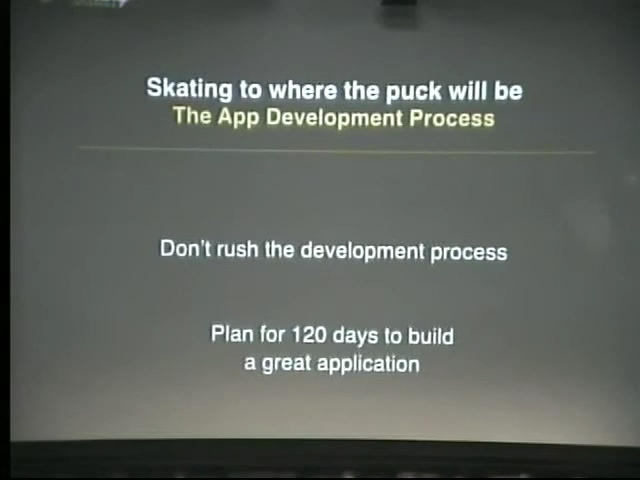 Skating to where the puck will be
The App Development Process
Don't rush the development process
Plan for 120 days to build
a great application